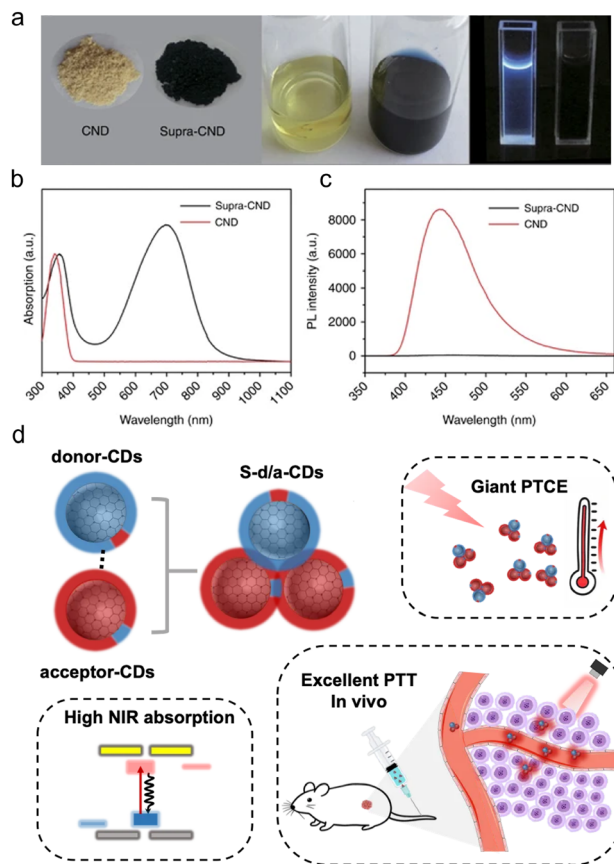 a
CND
Supra-CND
b
Supra-CND
CND
Absorption (a.u.)
300 400 500 600 700 800 900 1000 1100
Wavelength (nm)
c
Supra-CND
CND
PL intensity (a.u.)
8000
6000
4000
2000
0
350 400 450 500 550 600 650
Wavelength (nm)
d
donor-CDs
S-d/a-CDs
acceptor-CDs
Giant PTCE
High NIR absorption
Excellent PTT
In vivo